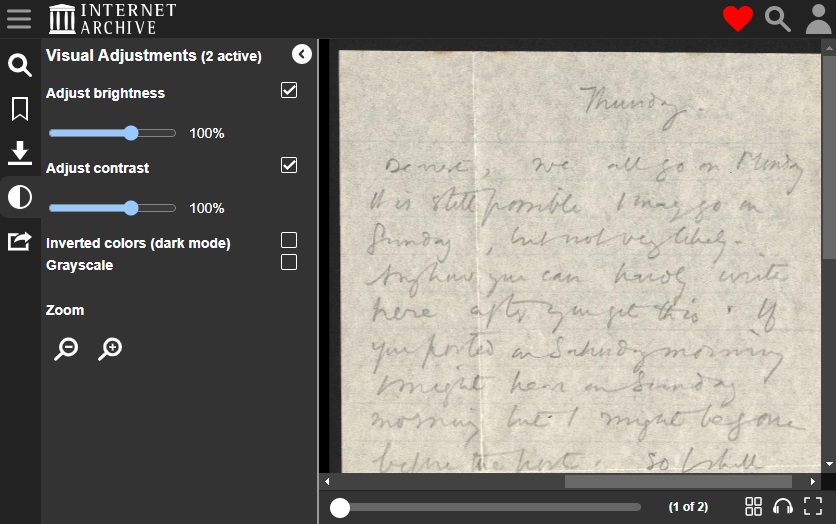 INTERNET
ARCHIVE
Visual Adjustments (2 active)
Adjust brightness
100%
Adjust contrast
100%
Inverted colors (dark mode)
Grayscale
Zoom
Thursday.
Dearest, we all go on Monday
It is still possible I may go on
Sunday, but not very likely.
Anyhow you can hardly write
here after you get this. If
you posted on Saturday morning
I might hear on Sunday
morning but I might be gone
before the post. So I shall
(1 of 2)